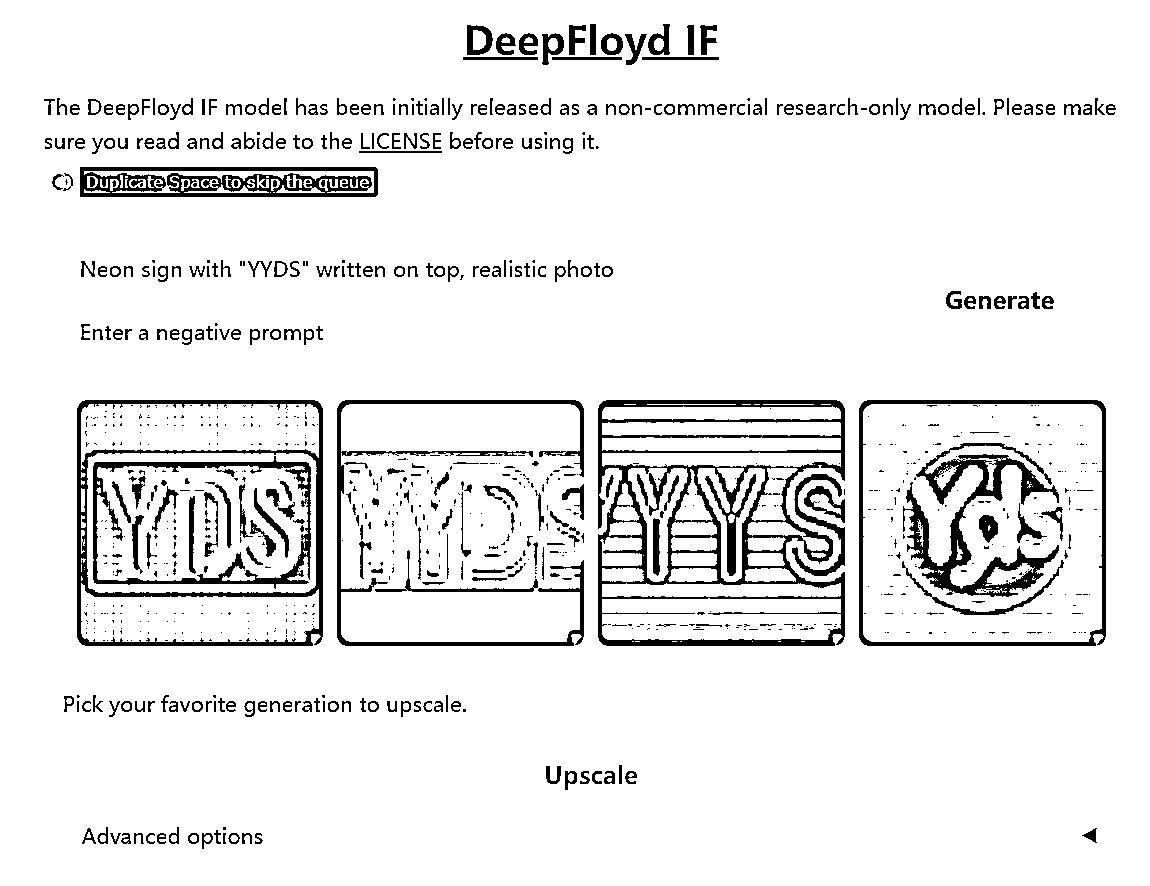 DeepFloyd IF
The DeepFloyd IF model has been initially released as a non-commercial research-only model. Please make
sure you read and abide to the LICENSE before using it.
Duplicate Space to skip the queue
Neon sign with "YYDS" written on top, realistic photo
Generate
Enter a negative prompt
YDS
YYDS
YYYS
Yds
Pick your favorite generation to upscale.
Upscale
Advanced options